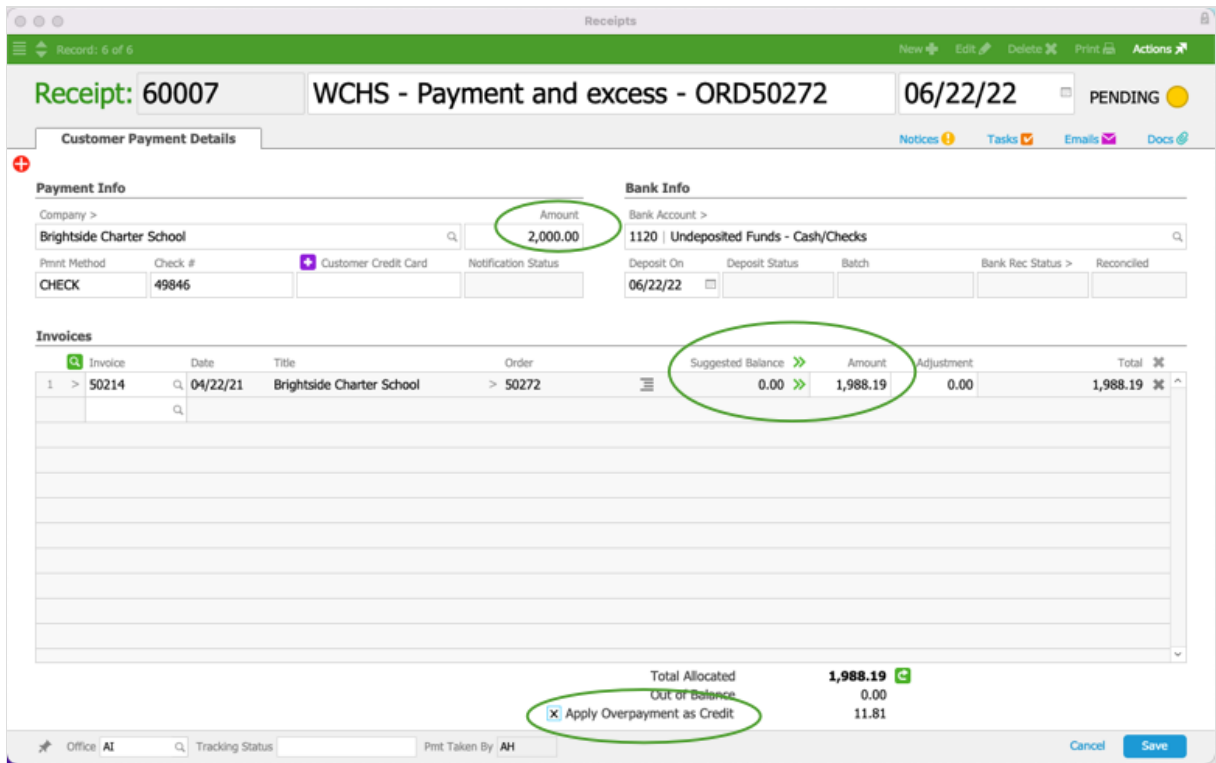 Receipts
Record: 6 of 6 New Edit Delete Print Actions
Receipt: 60007 WCHS - Payment and excess - ORD50272 06/22/22 PENDING
Customer Payment Details Notices Tasks Emails Docs
Payment Info Bank Info
Company > Amount Bank Account >
Brightside Charter School 2,000.00 1120 | Undeposited Funds - Cash/Checks
Pmnt Method Check # Customer Credit Card Notification Status Deposit On Deposit Status Batch Bank Rec Status > Reconciled
CHECK 49846 06/22/22
Invoices
Invoice Date Title Order Suggested Balance >> Amount Adjustment Total
1 > 50214 04/22/21 Brightside Charter School > 50272 0.00 >> 1,988.19 0.00 1,988.19
Total Allocated 1,988.19
Out of Balance 0.00
x Apply Overpayment as Credit 11.81
Office AI Tracking Status Pmt Taken By AH Cancel Save